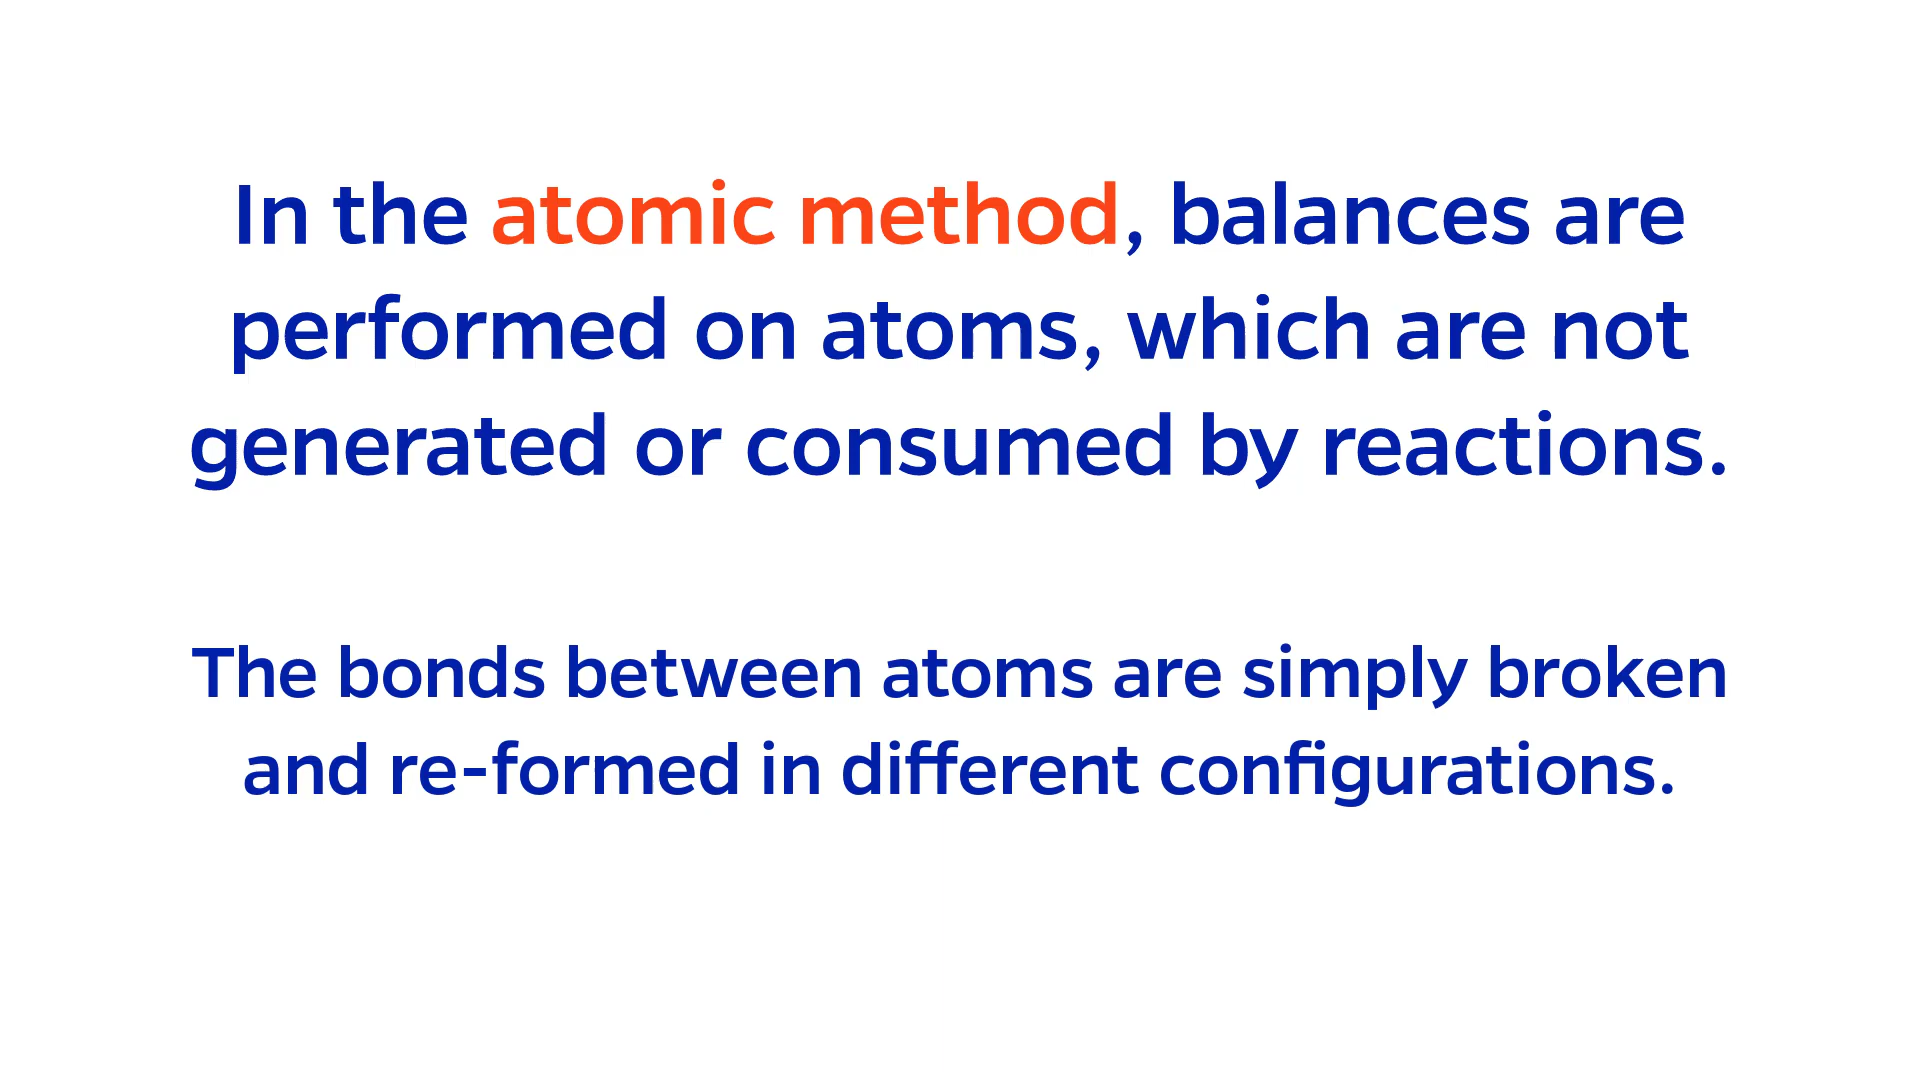 In the atomic method, balances are
performed on atoms, which are not
generated or consumed by reactions.
The bonds between atoms are simply broken
and re-formed in different configurations.